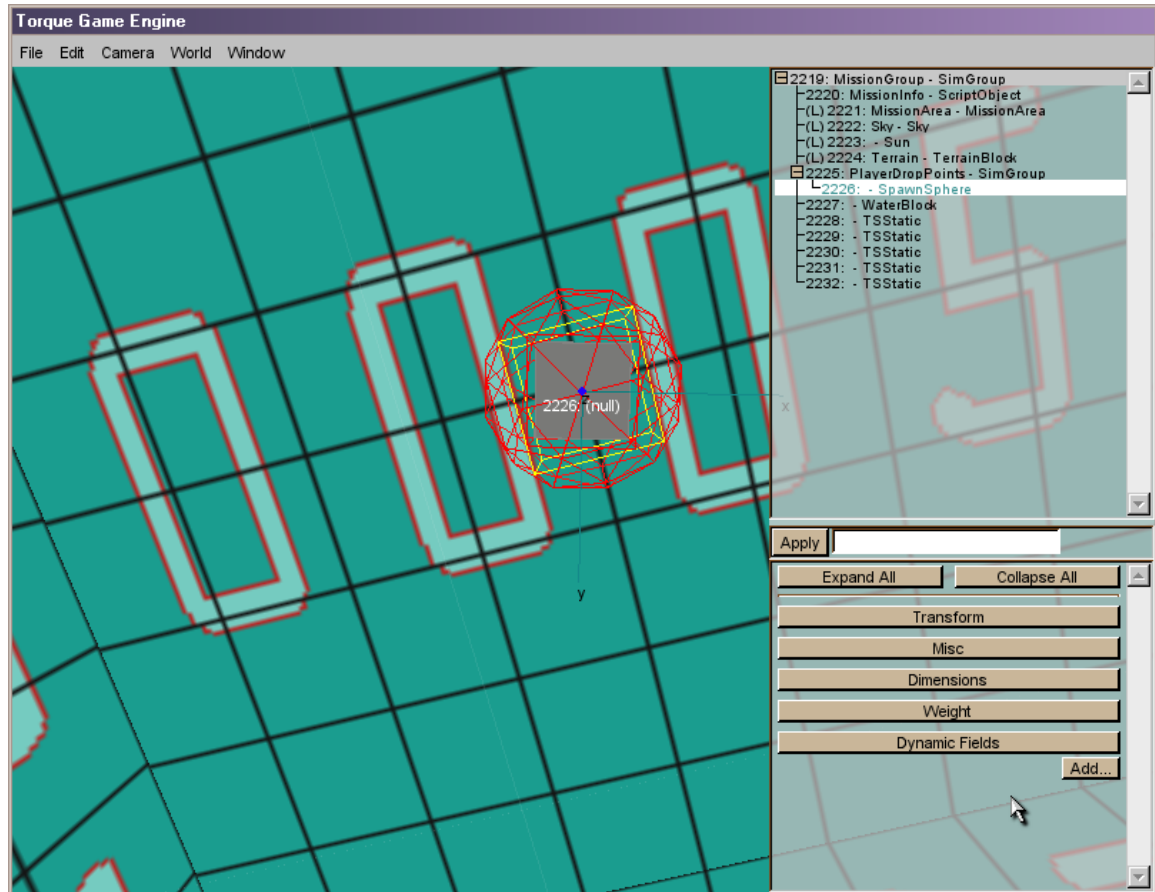 Torque Game Engine
File Edit Camera World Window
2219: MissionGroup - SimGroup
2220: MissionInfo - ScriptObject
(L) 2221: MissionArea - MissionArea
(L) 2222: Sky - Sky
(L) 2223: - Sun
(L) 2224: Terrain - TerrainBlock
2225: PlayerDropPoints - SimGroup
2226: - SpawnSphere
2227: - WaterBlock
2228: - TSStatic
2229: - TSStatic
2230: - TSStatic
2231: - TSStatic
2232: - TSStatic
z
x
2226: (null)
y
Apply
Expand All Collapse All
Transform
Misc
Dimensions
Weight
Dynamic Fields
Add...